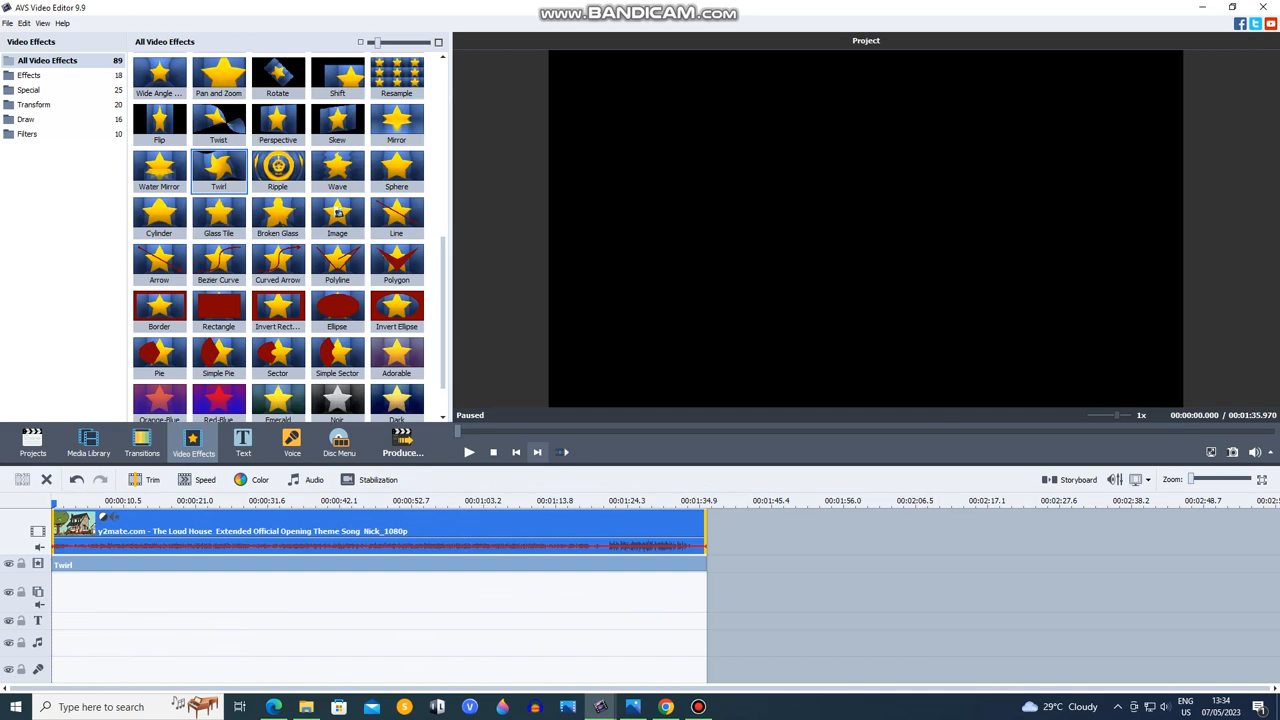 AVS Video Editor 9.9
WWW.BANDICAM.COM
File Edit View Help
Video Effects
All Video Effects
Project
All Video Effects 89
Effects 18
Special 25
Transform 20
Draw 16
Filters 10
Wide Angle ... Pan and Zoom Rotate Shift Resample
Flip Twist Perspective Skew Mirror
Water Mirror Twirl Ripple Wave Sphere
Cylinder Glass Tile Broken Glass Image Line
Arrow Bezier Curve Curved Arrow Polyline Polygon
Border Rectangle Invert Rect... Ellipse Invert Ellipse
Pie Simple Pie Sector Simple Sector Adorable
Orange-Blue Red-Blue Emerald Noir Dark
Paused
1x 00:00:00.000 / 00:01:35.970
Projects Media Library Transitions Video Effects Text Voice Disc Menu Produce...
Trim Speed Color Audio Stabilization Storyboard Zoom:
00:00:10.5 00:00:21.0 00:00:31.6 00:00:42.1 00:00:52.7 00:01:03.2 00:01:13.8 00:01:24.3 00:01:34.9 00:01:45.4 00:01:56.0 00:02:06.5 00:02:17.1 00:02:27.6 00:02:38.2 00:02:48.7
y2mate.com - The Loud House Extended Official Opening Theme Song Nick_1080p
Twirl
Type here to search
29°C Cloudy
ENG
US
13:34
07/05/2023